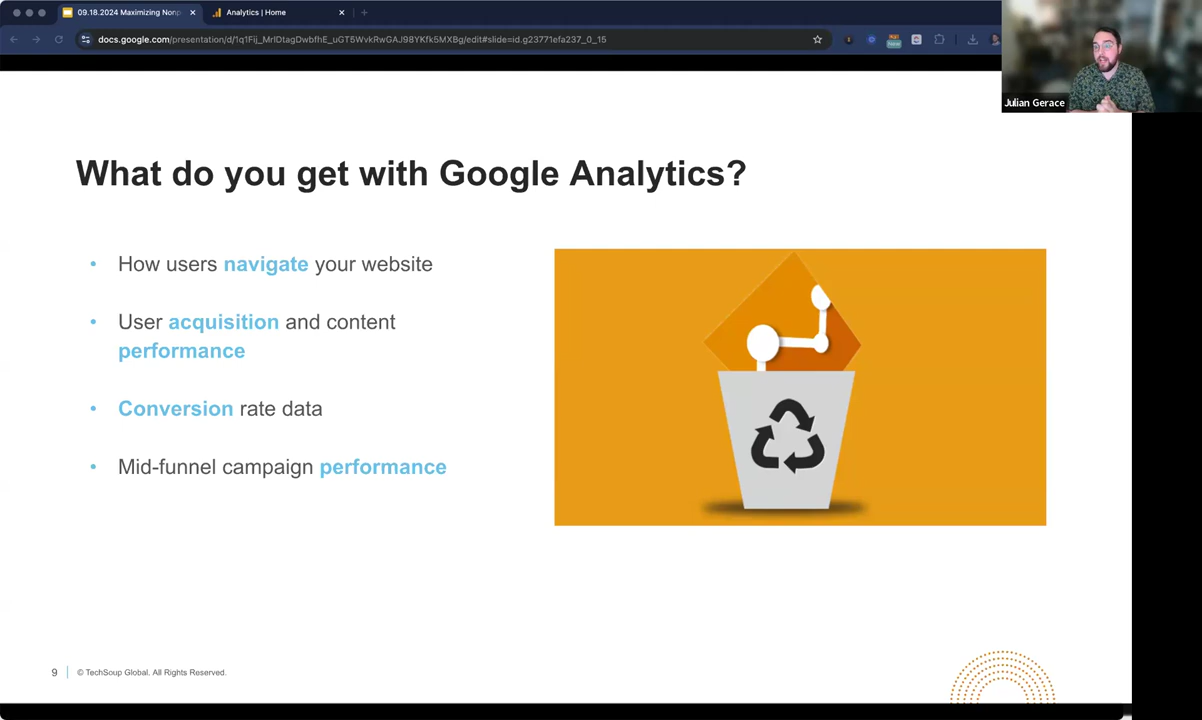 09.18.2024 Maximizing Nonp
Analytics | Home
docs.google.com/presentation/d/1q1Fij_MrIDtagDwbfhE_uGT5WvkRwGAJ98YKfk5MXBg/edit#slide=id.g23771efa237_0_15
Julian Gerace
What do you get with Google Analytics?
• How users navigate your website
• User acquisition and content
performance
• Conversion rate data
• Mid-funnel campaign performance
9
© TechSoup Global. All Rights Reserved.